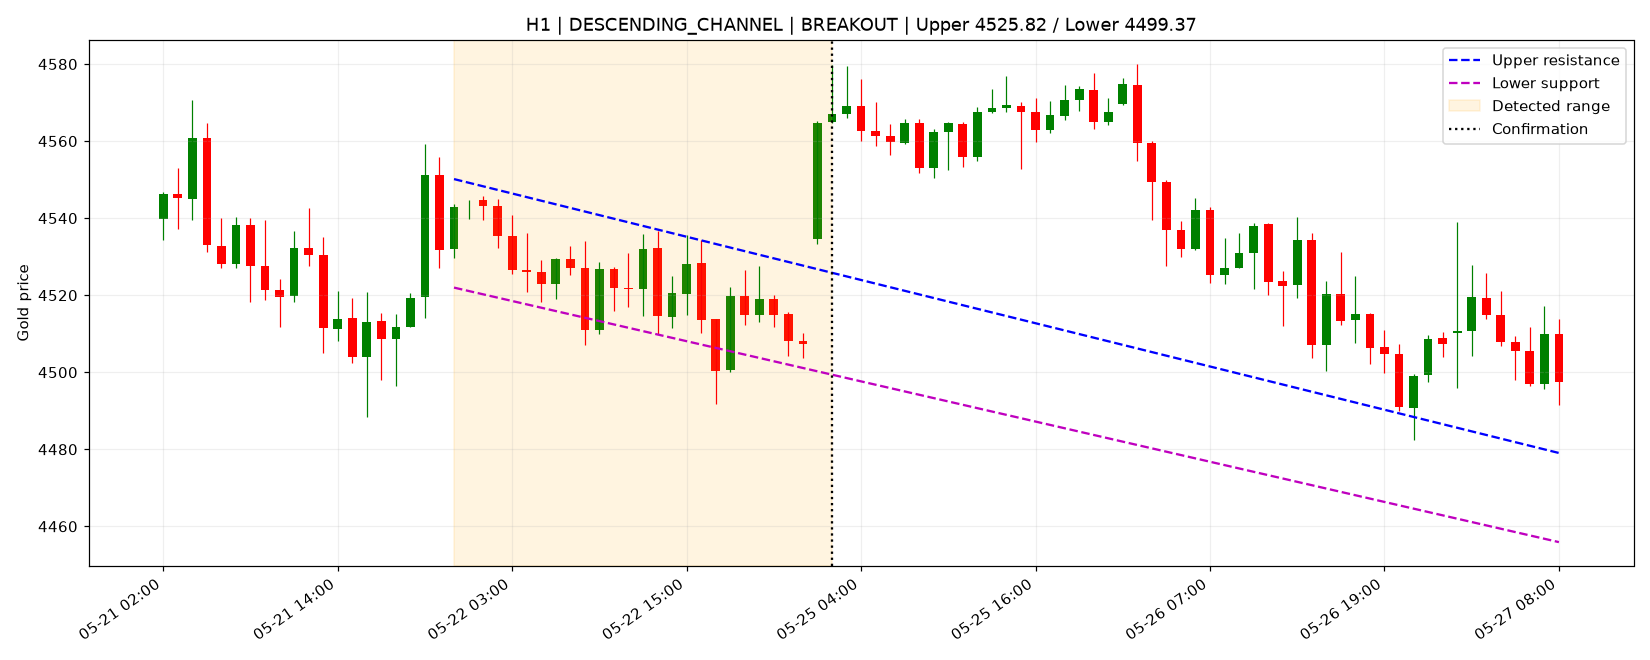 H1 | DESCENDING_CHANNEL | BREAKOUT | Upper 4525.82 / Lower 4499.37
Upper resistance
Lower support
Detected range
Confirmation
Gold price
4580
4560
4540
4520
4500
4480
4460
05-21 02:00
05-21 14:00
05-22 03:00
05-22 15:00
05-25 04:00
05-25 16:00
05-26 07:00
05-26 19:00
05-27 08:00